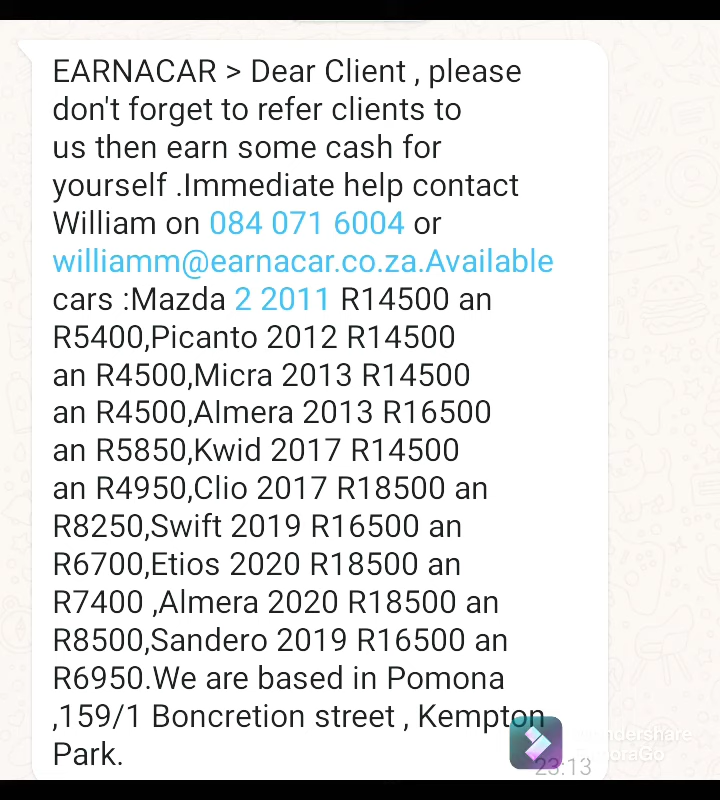 EARNACAR > Dear Client , please
don't forget to refer clients to
us then earn some cash for
yourself .Immediate help contact
William on 084 071 6004 or
williamm@earnacar.co.za.Available
cars :Mazda 2 2011 R14500 an
R5400,Picanto 2012 R14500
an R4500,Micra 2013 R14500
an R4500,Almera 2013 R16500
an R5850,Kwid 2017 R14500
an R4950,Clio 2017 R18500 an
R8250,Swift 2019 R16500 an
R6700,Etios 2020 R18500 an
R7400 ,Almera 2020 R18500 an
R8500,Sandero 2019 R16500 an
R6950.We are based in Pomona
,159/1 Boncretion street , Kempton
Park.
23:13